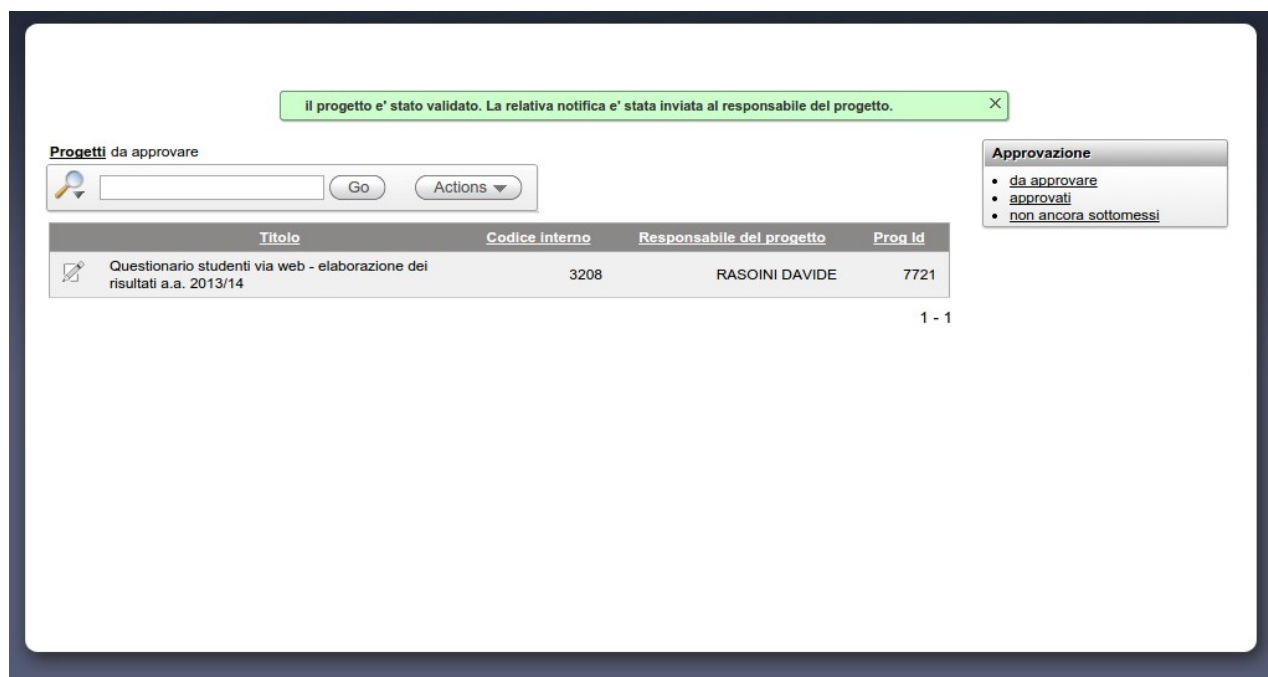 il progetto e' stato validato. La relativa notifica e' stata inviata al responsabile del progetto.
Progetti da approvare
Go
Actions
Titolo Codice interno Responsabile del progetto Prog Id
Questionario studenti via web - elaborazione dei
risultati a.a. 2013/14
3208 RASOINI DAVIDE 7721
1 - 1
Approvazione
da approvare
approvati
non ancora sottomessi